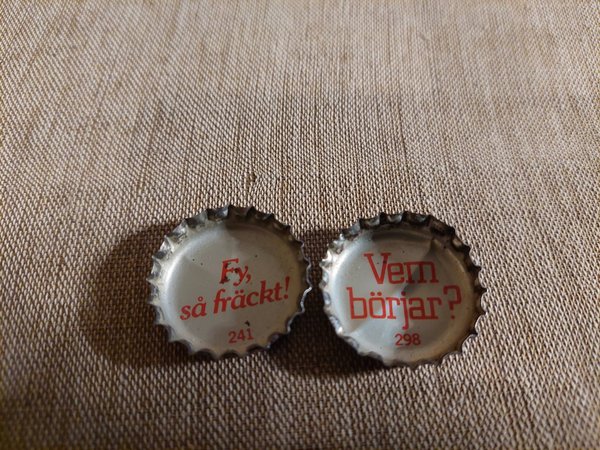 Fy,
så fräckt!
241
Vem
börjar?
298